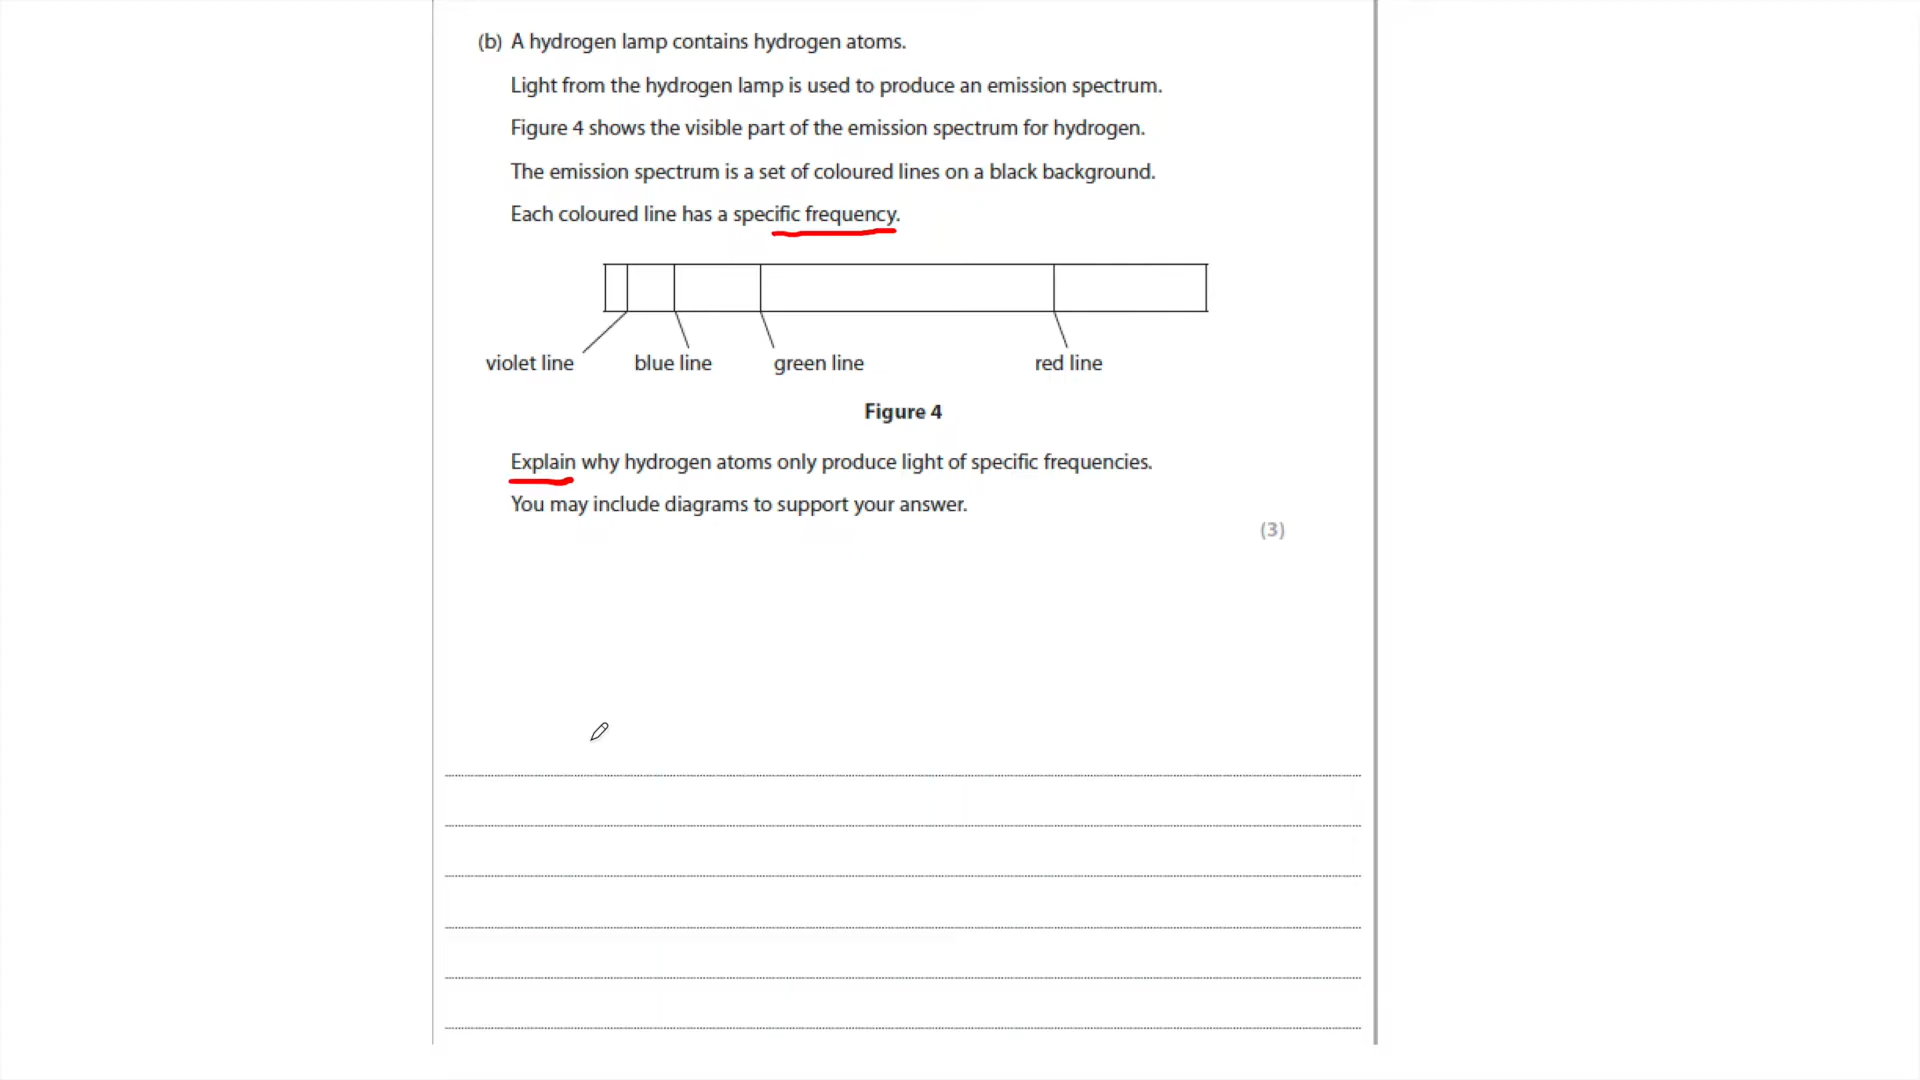 (b) A hydrogen lamp contains hydrogen atoms.
Light from the hydrogen lamp is used to produce an emission spectrum.
Figure 4 shows the visible part of the emission spectrum for hydrogen.
The emission spectrum is a set of coloured lines on a black background.
Each coloured line has a specific frequency.
violet line blue line green line red line
Figure 4
Explain why hydrogen atoms only produce light of specific frequencies.
You may include diagrams to support your answer.
(3)